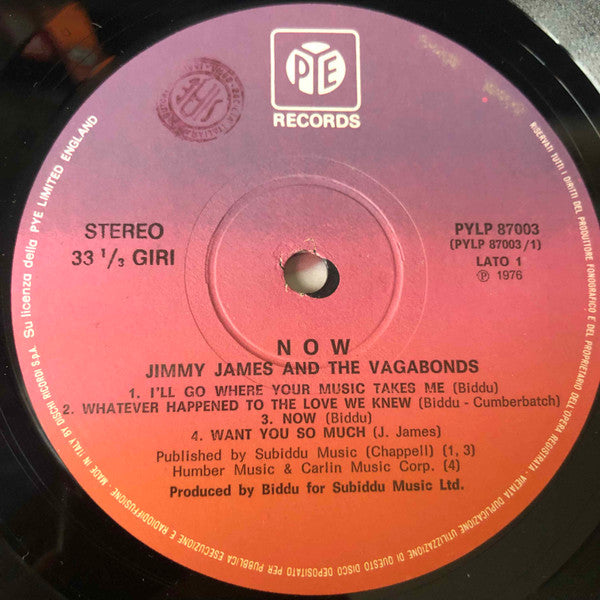 PYE
RECORDS
STEREO
33 1/3 GIRI
PYLP 87003
(PYLP 87003/1)
LATO 1
℗ 1976
NOW
JIMMY JAMES AND THE VAGABONDS
1. I'LL GO WHERE YOUR MUSIC TAKES ME (Biddu)
2. WHATEVER HAPPENED TO THE LOVE WE KNEW (Biddu - Cumberbatch)
3. NOW (Biddu)
4. WANT YOU SO MUCH (J. James)
Published by Subiddu Music (Chappell) (1, 3)
Humber Music & Carlin Music Corp. (4)
Produced by Biddu for Subiddu Music Ltd.
MADE IN ITALY BY DISCHI RICORDI S.p.A. Su licenza della PYE LIMITED ENGLAND
RISERVATI TUTTI I DIRITTI DEL PRODUTTORE FONOGRAFICO E DEL PROPRIETARIO DELL'OPERA REGISTRATA - VIETATA DUPLICAZIONE UTILIZZAZIONE DI QUESTO DISCO DEPOSITATO PER PUBBLICA ESECUZIONE E RADIODIFFUSIONE